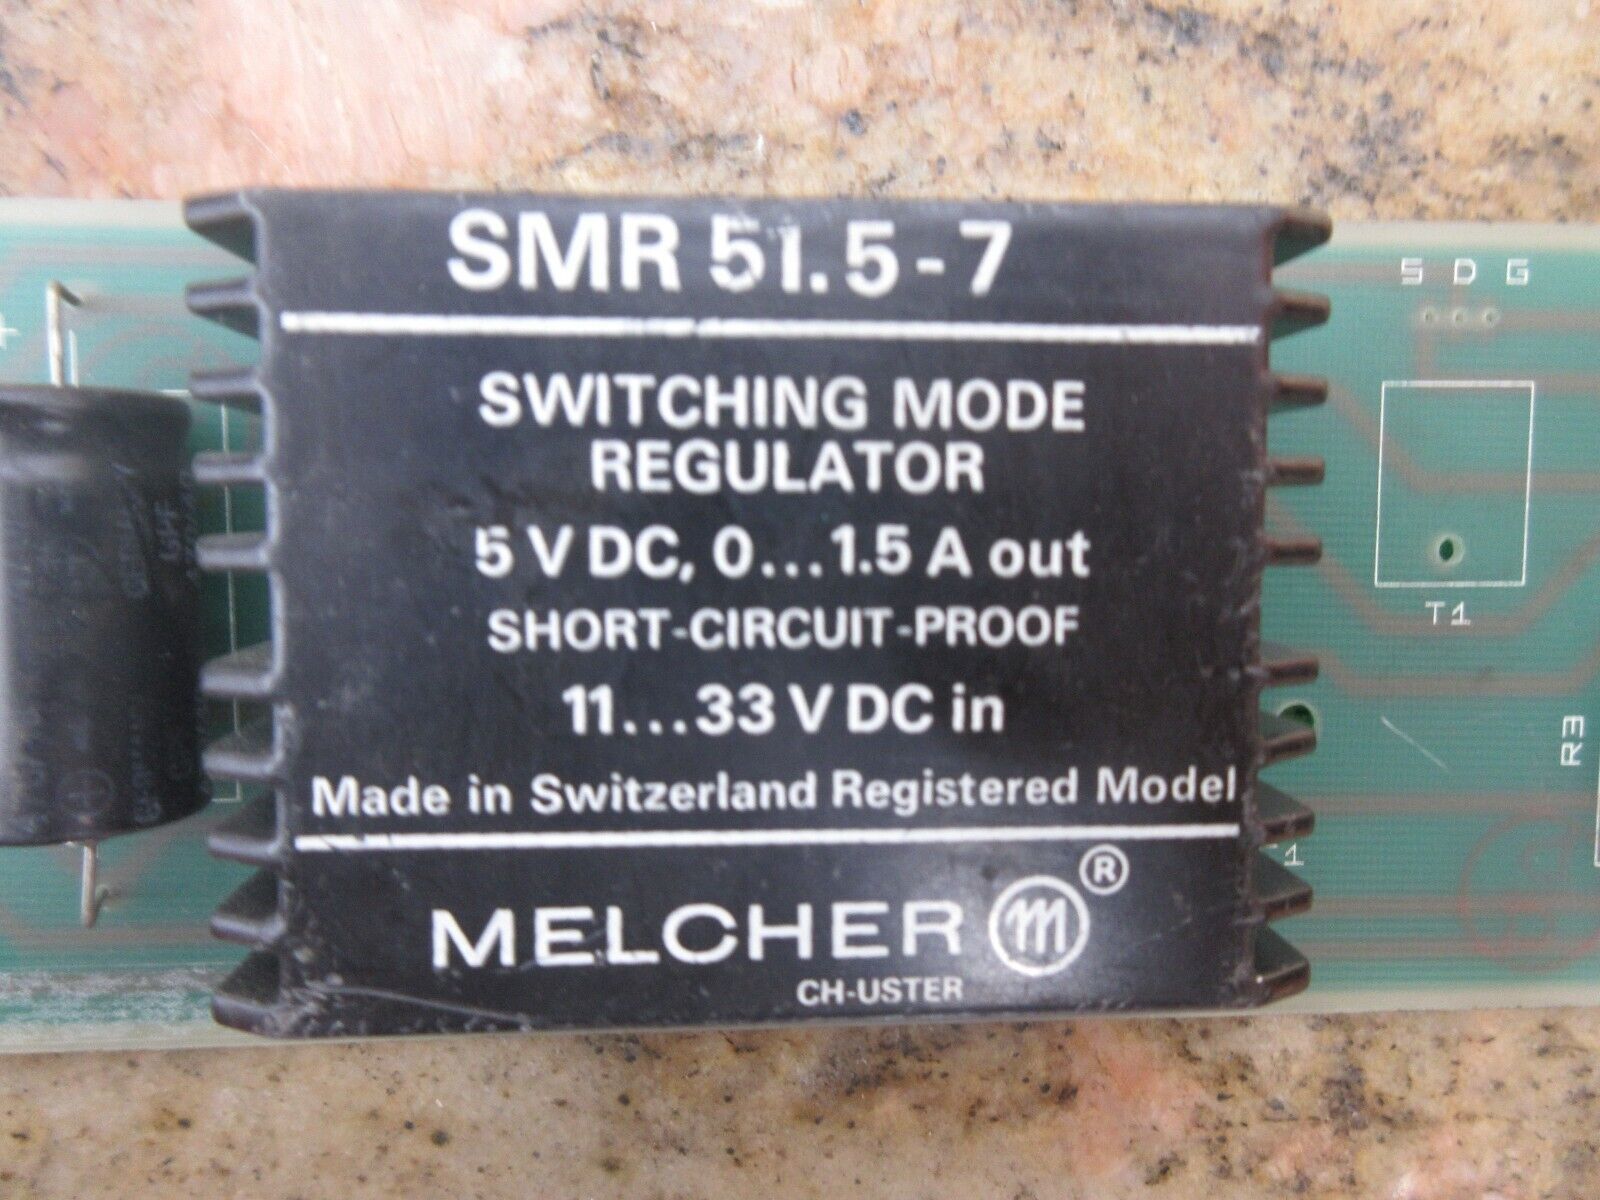 SMR 51.5-7
SWITCHING MODE
REGULATOR
5 V DC, 0...1.5 A out
SHORT-CIRCUIT-PROOF
11...33 V DC in
Made in Switzerland Registered Model
MELCHER m ®
CH-USTER
S D G
T1
R3